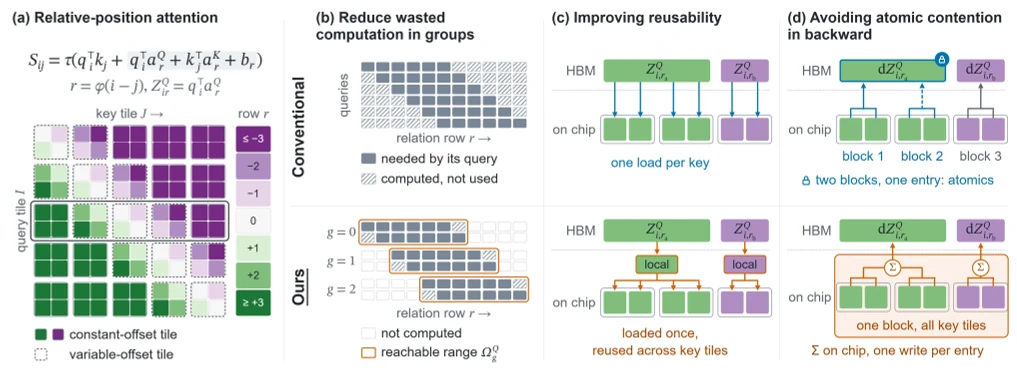 (a) Relative-position attention
S_ij = τ(q_i^⊤k_j + q_i^⊤a_r^Q + k_j^⊤a_r^K + b_r)
r = φ(i − j), Z_ir^Q = q_i^⊤a_r^Q
key tile J →
row r
query tile I
≤ −3
−2
−1
0
+1
+2
≥ +3
constant-offset tile
variable-offset tile
(b) Reduce wasted
computation in groups
Conventional
queries
relation row r →
needed by its query
computed, not used
Ours
g = 0
g = 1
g = 2
relation row r →
not computed
reachable range Ω_g^Q
(c) Improving reusability
HBM
Z_{i,r_a}^Q
Z_{i,r_b}^Q
on chip
one load per key
HBM
Z_{i,r_a}^Q
Z_{i,r_b}^Q
local
local
on chip
loaded once,
reused across key tiles
(d) Avoiding atomic contention
in backward
HBM
dZ_{i,r_a}^Q
dZ_{i,r_b}^Q
on chip
block 1
block 2
block 3
two blocks, one entry: atomics
HBM
dZ_{i,r_a}^Q
dZ_{i,r_b}^Q
Σ
Σ
on chip
one block, all key tiles
Σ on chip, one write per entry